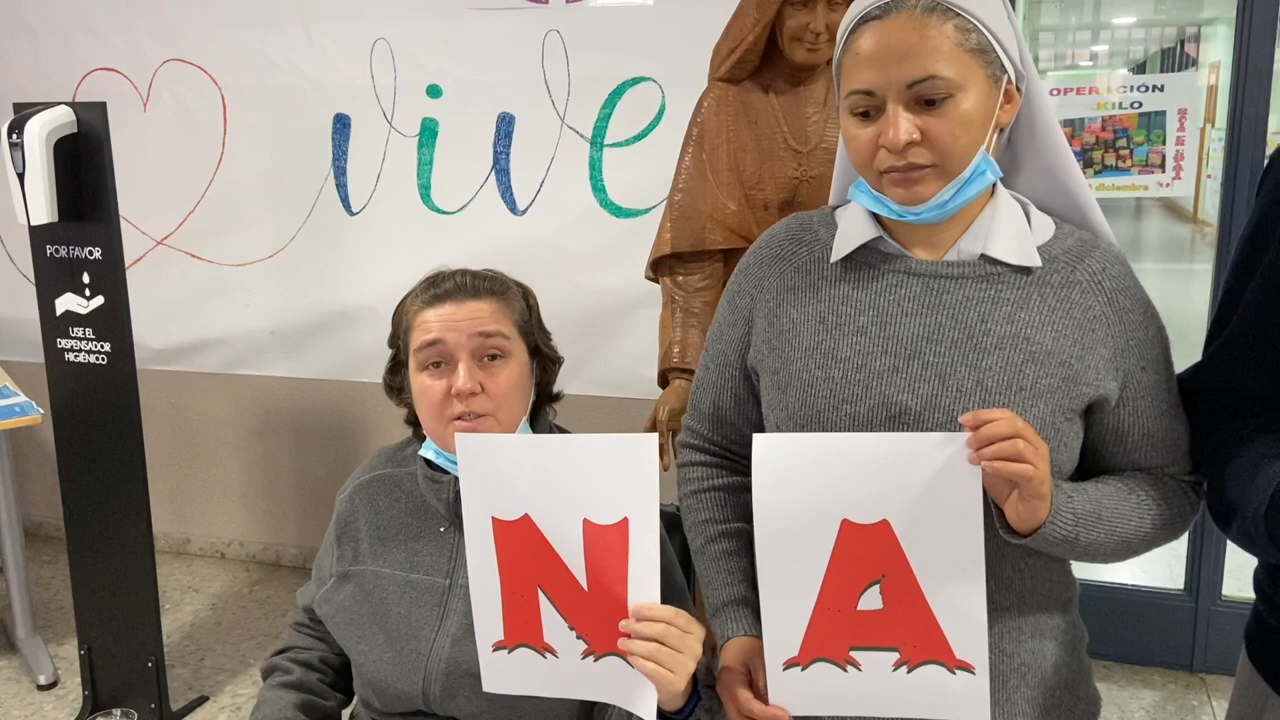 vive
POR FAVOR
USE EL
DISPENSADOR
HIGIÉNICO
OPERACIÓN
KILO
diciembre
N
A